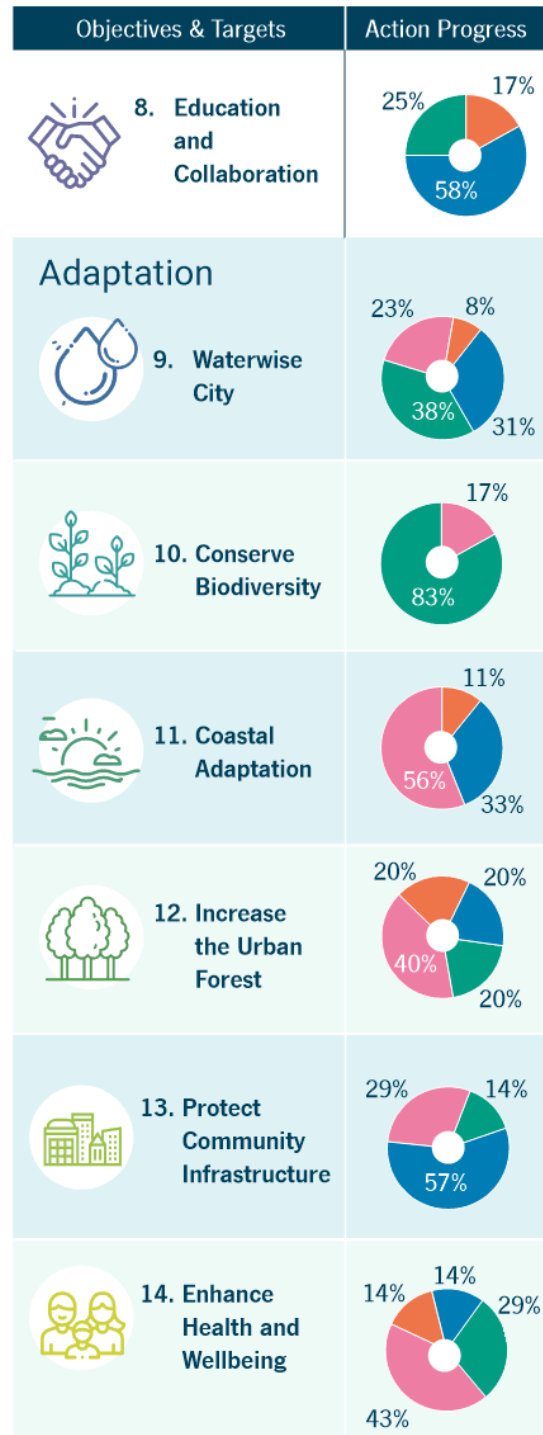 Objectives & Targets
Action Progress
8. Education
and
Collaboration
25%
17%
58%
Adaptation
9. Waterwise
City
23%
8%
38%
31%
10. Conserve
Biodiversity
17%
83%
11. Coastal
Adaptation
11%
56%
33%
12. Increase
the Urban
Forest
20%
20%
40%
20%
13. Protect
Community
Infrastructure
29%
14%
57%
14. Enhance
Health and
Wellbeing
14%
14%
29%
43%